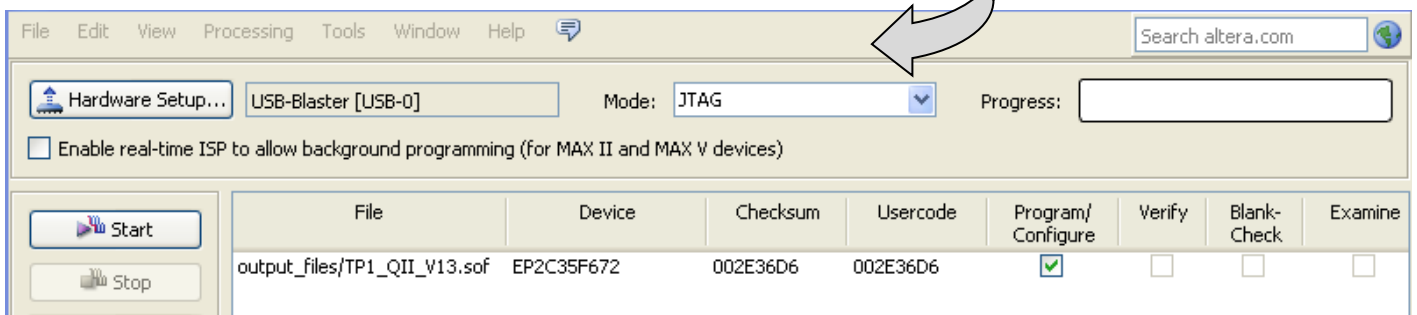 File Edit View Processing Tools Window Help Search altera.com
Hardware Setup... USB-Blaster [USB-0] Mode: JTAG Progress:
Enable real-time ISP to allow background programming (for MAX II and MAX V devices)
Start File Device Checksum Usercode Program/Configure Verify Blank-Check Examine
output_files/TP1_QII_V13.sof EP2C35F672 002E36D6 002E36D6
Stop